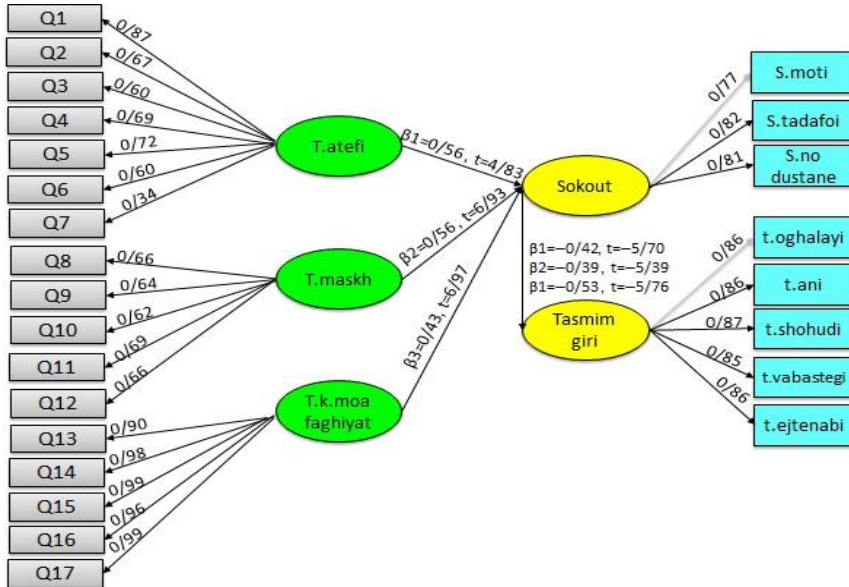 Q1
Q2
Q3
Q4
Q5
Q6
Q7
Q8
Q9
Q10
Q11
Q12
Q13
Q14
Q15
Q16
Q17
0/87
0/67
0/60
0/69
0/72
0/60
0/34
0/66
0/64
0/62
0/69
0/66
0/90
0/98
0/99
0/96
0/99
T.atefi
T.maskh
T.k.moa
faghiyat
β1=0/56, t=4/83
β2=0/56, t=6/93
β3=0/43, t=6/97
Sokout
β1=−0/42, t=−5/70
β2=−0/39, t=−5/39
β1=−0/53, t=−5/76
Tasmim
giri
0/77
0/82
0/81
0/86
0/86
0/87
0/85
0/86
S.moti
S.tadafoi
S.no
dustane
t.oghalayi
t.ani
t.shohudi
t.vabastegi
t.ejtenabi